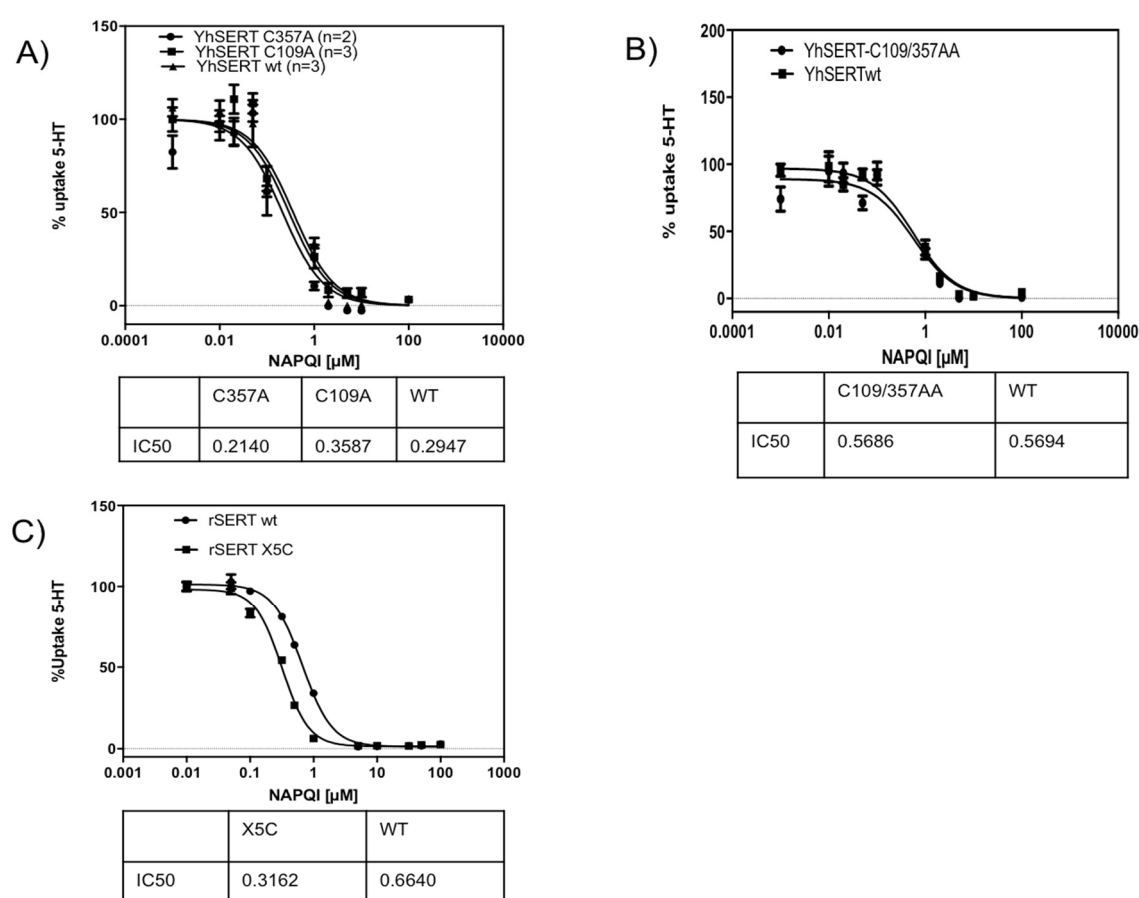 A)
YhSERT C357A (n=2)
YhSERT C109A (n=3)
YhSERT wt (n=3)
150
100
50
0
% uptake 5-HT
0.0001 0.01 1 100 10000
NAPQI [µM]
C357A C109A WT
IC50 0.2140 0.3587 0.2947
B)
YhSERT-C109/357AA
YhSERTwt
200
150
100
50
0
% uptake 5-HT
0.0001 0.01 1 100 10000
NAPQI [µM]
C109/357AA WT
IC50 0.5686 0.5694
C)
rSERT wt
rSERT X5C
150
100
50
0
%Uptake 5-HT
0.001 0.01 0.1 1 10 100 1000
NAPQI [µM]
X5C WT
IC50 0.3162 0.6640